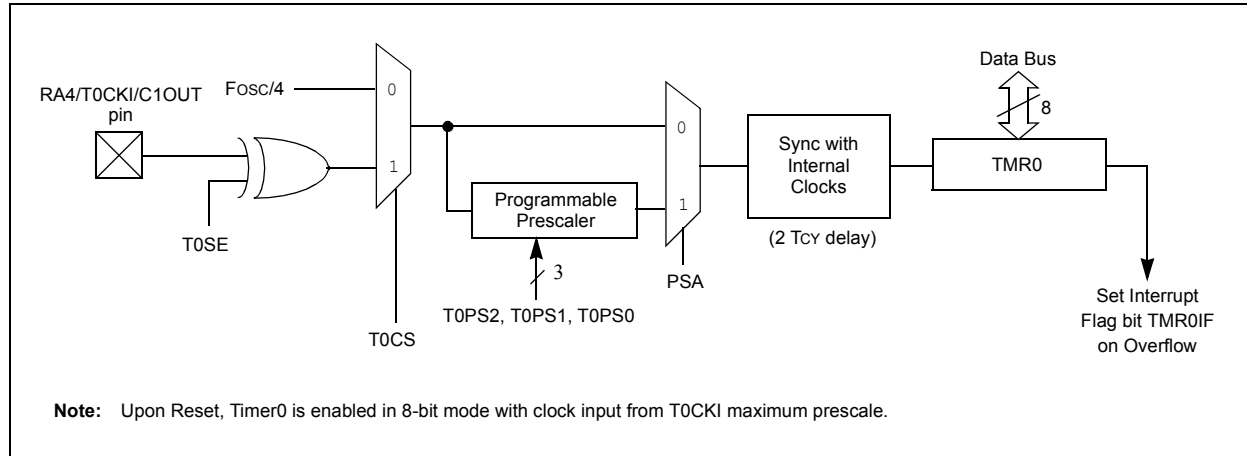 RA4/T0CKI/C1OUT
pin
T0SE
FOSC/4
0
1
T0CS
Programmable
Prescaler
3
T0PS2, T0PS1, T0PS0
0
1
PSA
Sync with
Internal
Clocks
(2 TCY delay)
Data Bus
8
TMR0
Set Interrupt
Flag bit TMR0IF
on Overflow
Note: Upon Reset, Timer0 is enabled in 8-bit mode with clock input from T0CKI maximum prescale.